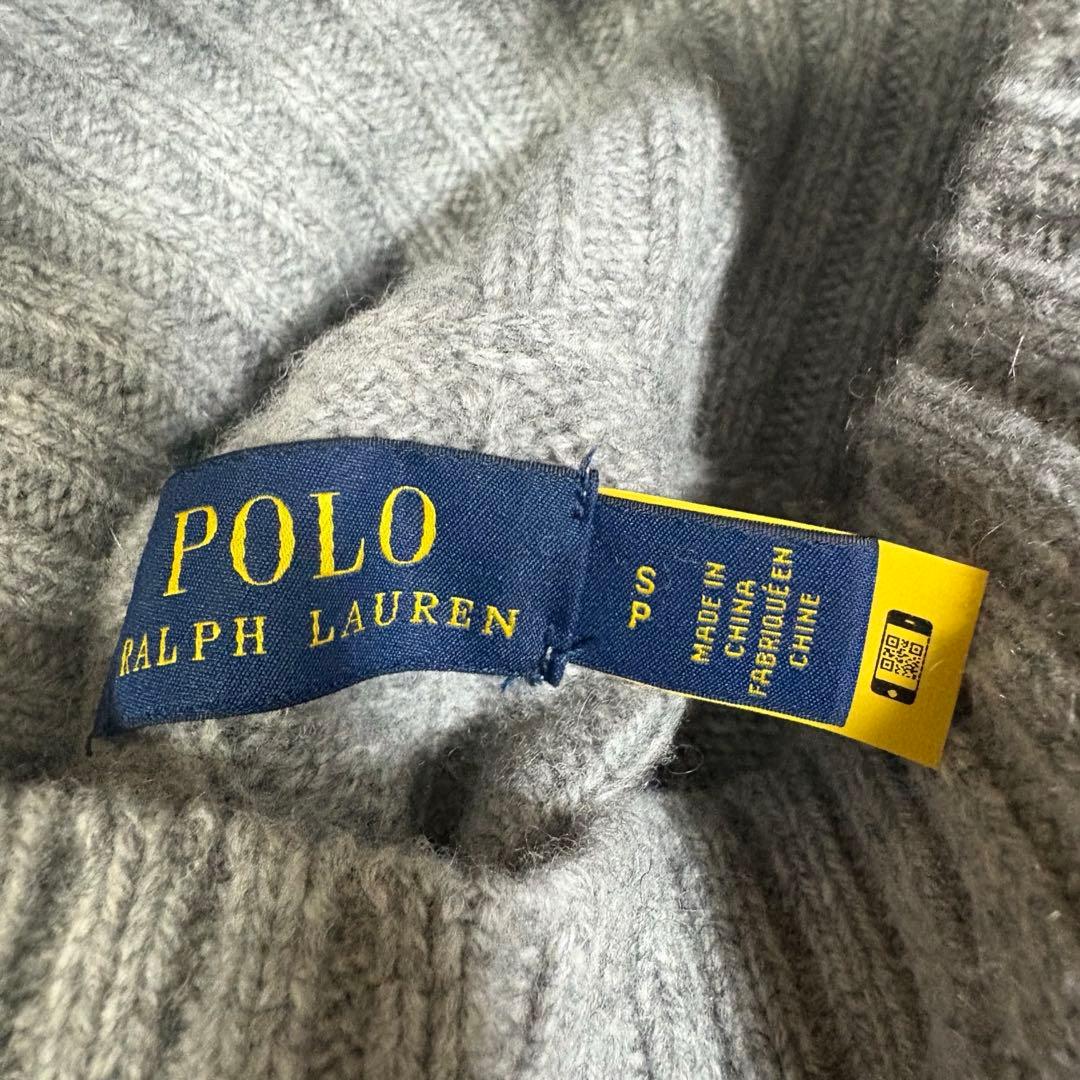 POLO
RALPH LAUREN
S
P
MADE IN
CHINA
FABRIQUÉ EN
CHINE